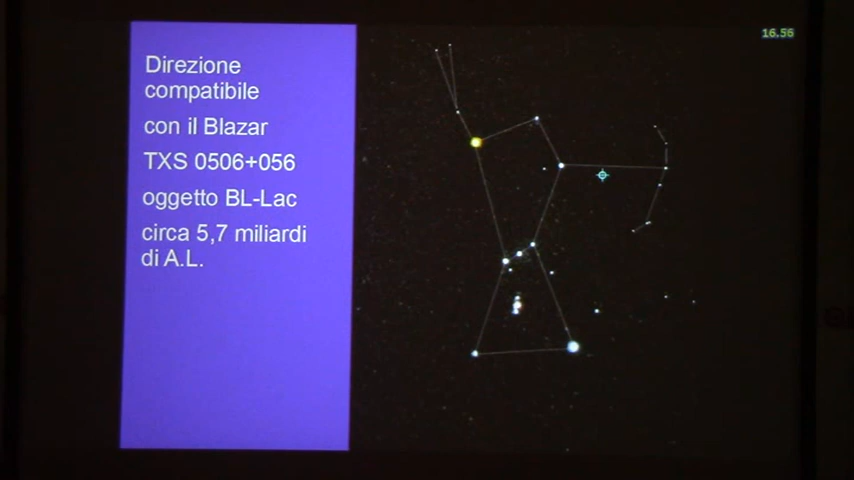 16.56
Direzione
compatibile
con il Blazar
TXS 0506+056
oggetto BL-Lac
circa 5,7 miliardi
di A.L.